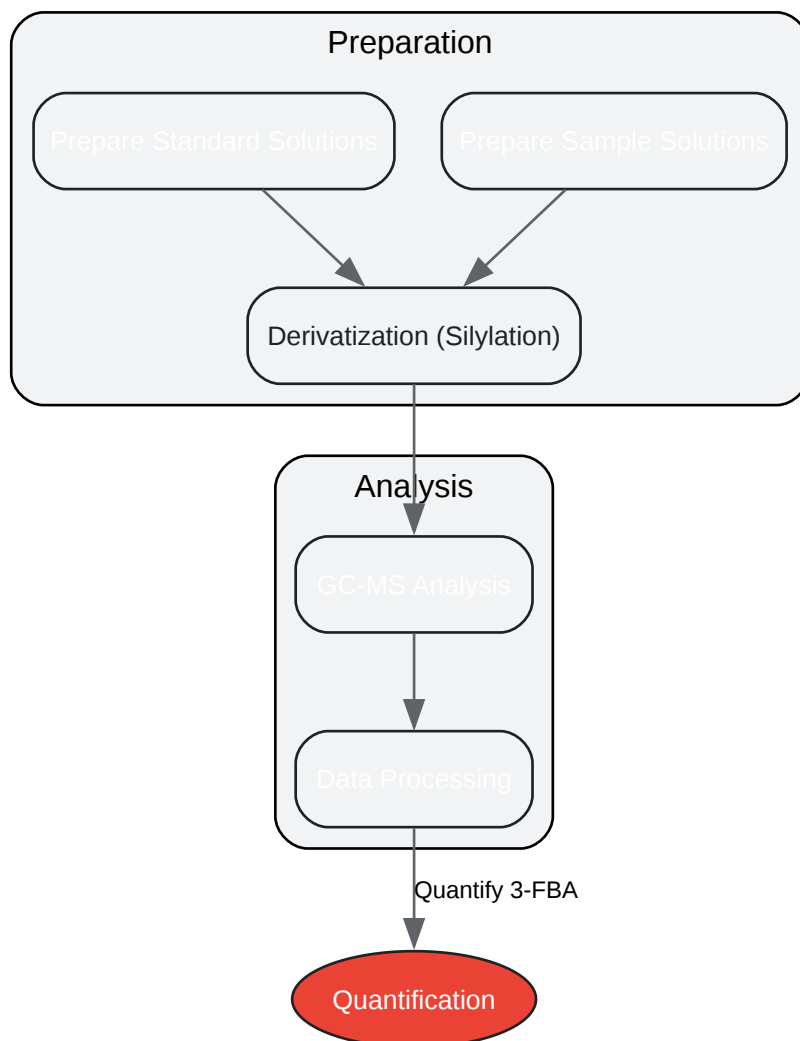 Preparation
Prepare Standard Solutions
Prepare Sample Solutions
Derivatization (Silylation)
Analysis
GC-MS Analysis
Data Processing
Quantify 3-FBA
Quantification